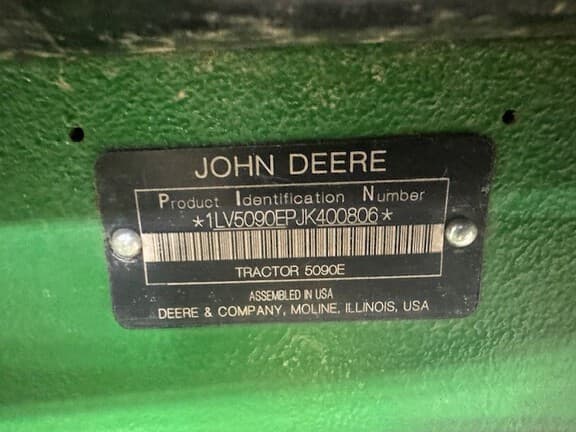 JOHN DEERE
Product Identification Number
*1LV5090EPJK400806*
TRACTOR 5090E
ASSEMBLED IN USA
DEERE & COMPANY, MOLINE, ILLINOIS, USA